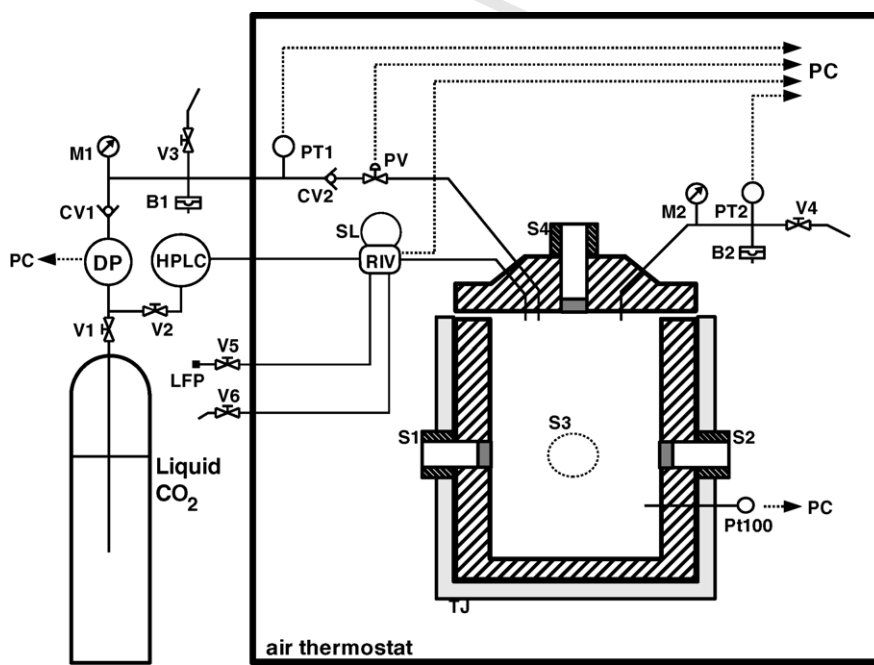 PC
M1
V3
PT1
PV
CV2
B1
CV1
M2
PT2
V4
S4
SL
B2
PC
DP
HPLC
RIV
V1
V2
V5
LFP
V6
S1
S3
S2
Liquid
CO2
PC
Pt100
TJ
air thermostat